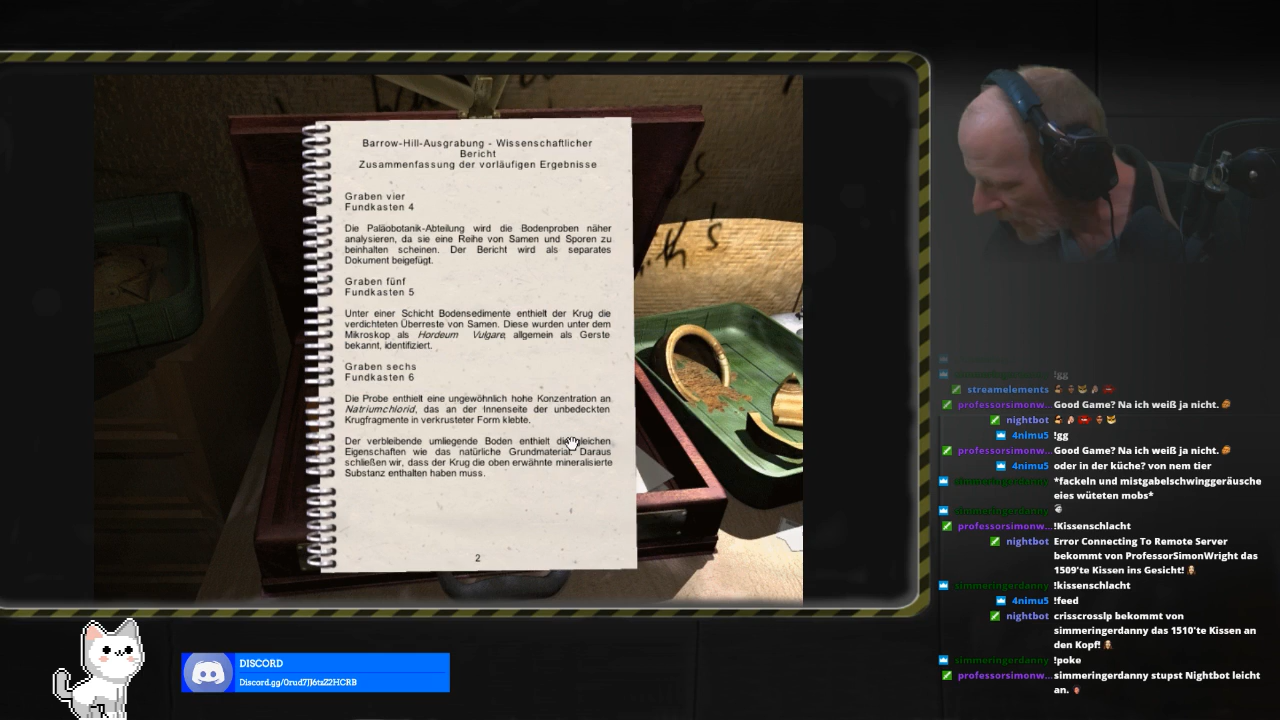 Barrow-Hill-Ausgrabung - Wissenschaftlicher
Bericht
Zusammenfassung der vorläufigen Ergebnisse
Graben vier
Fundkasten 4
Die Paläobotanik-Abteilung wird die Bodenproben näher
analysieren, da sie eine Reihe von Samen und Sporen zu
beinhalten scheinen. Der Bericht wird als separates
Dokument beigefügt.
Graben fünf
Fundkasten 5
Unter einer Schicht Bodensedimente enthielt der Krug die
verdichteten Überreste von Samen. Diese wurden unter dem
Mikroskop als Hordeum Vulgare, allgemein als Gerste
bekannt, identifiziert.
Graben sechs
Fundkasten 6
Die Probe enthielt eine ungewöhnlich hohe Konzentration an
Natriumchlorid, das an der Innenseite der unbedeckten
Krugfragmente in verkrusteter Form klebte.
Der verbleibende umliegende Boden enthielt die gleichen
Eigenschaften wie das natürliche Grundmaterial. Daraus
schließen wir, dass der Krug die oben erwähnte mineralisierte
Substanz enthalten haben muss.
2
!gg
streamelements
professorsimonw... Good Game? Na ich weiß ja nicht.
nightbot
4nimu5 !gg
professorsimonw... Good Game? Na ich weiß ja nicht.
4nimu5 oder in der küche? von nem tier
simmeringerdanny *fackeln und mistgabelschwinggeräusche
eies wüteten mobs*
simmeringerdanny
professorsimonw... !Kissenschlacht
nightbot Error Connecting To Remote Server
bekommt von ProfessorSimonWright das
1509'te Kissen ins Gesicht!
simmeringerdanny !kissenschlacht
4nimu5 !feed
nightbot crisscrosslp bekommt von
simmeringerdanny das 1510'te Kissen an
den Kopf!
simmeringerdanny !poke
professorsimonw... simmeringerdanny stupst Nightbot leicht
an.
DISCORD
Discord.gg/0rud7JJ6tsZ2HCRB